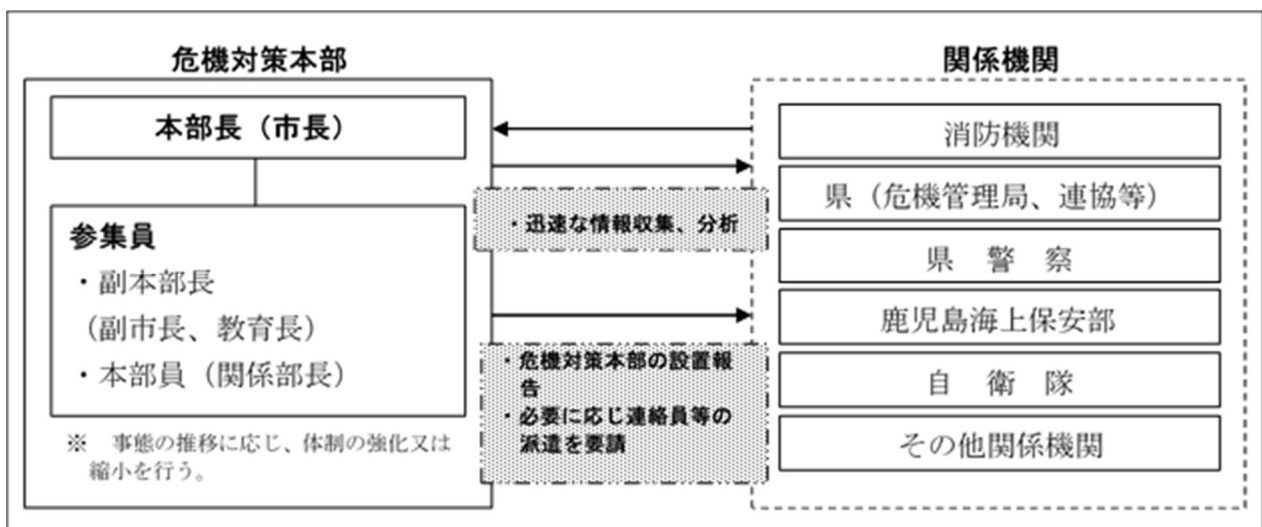 危機対策本部
本部長（市長）
参集員
・副本部長
（副市長、教育長）
・本部員（関係部長）
※　事態の推移に応じ、体制の強化又は
縮小を行う。
・迅速な情報収集、分析
・危機対策本部の設置報
告
・必要に応じ連絡員等の
派遣を要請
関係機関
消防機関
県（危機管理局、連協等）
県　警　察
鹿児島海上保安部
自　衛　隊
その他関係機関